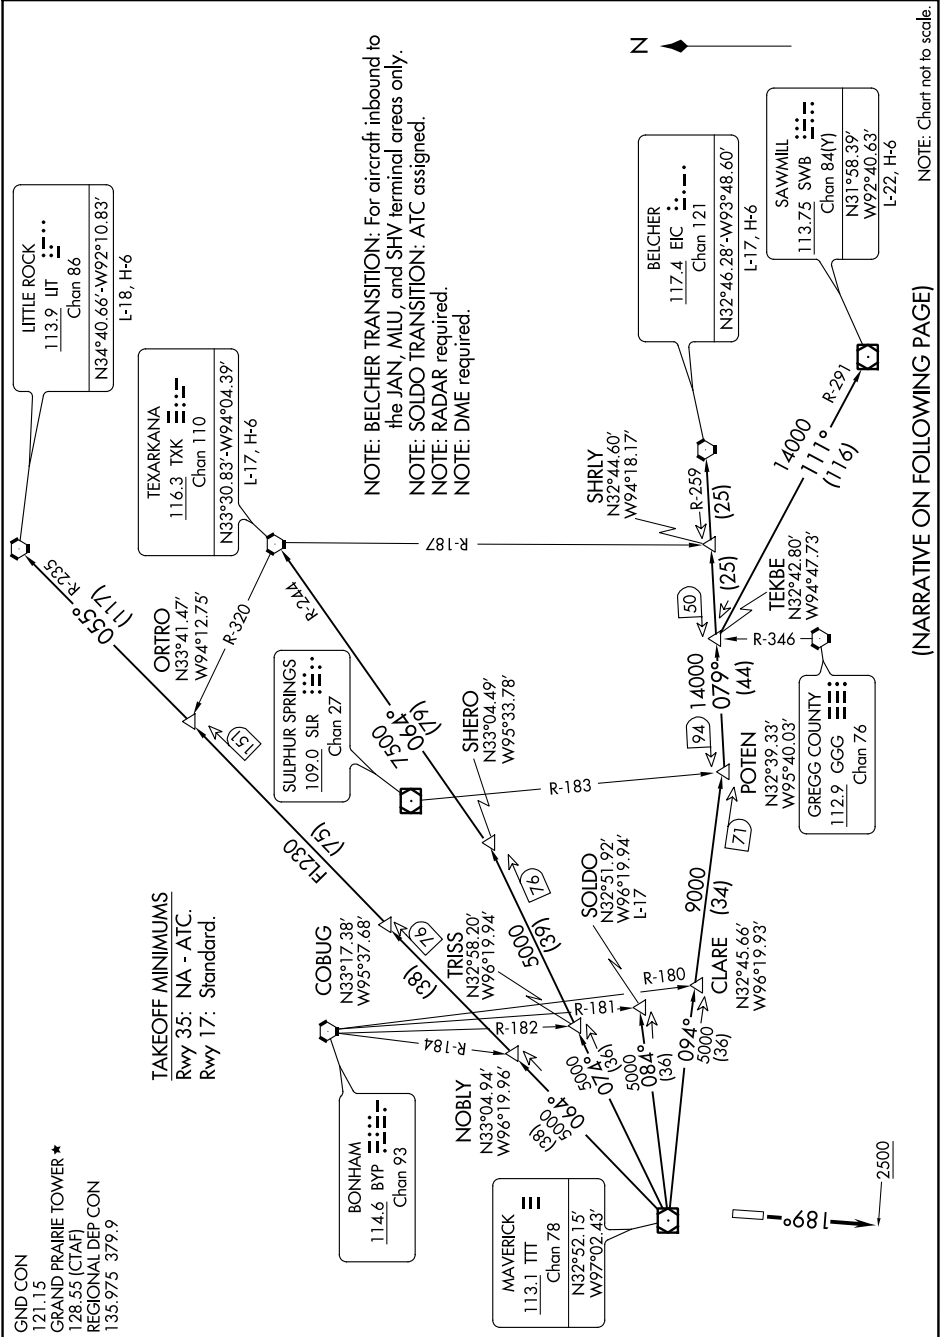 GND CON
121.15
GRAND PRAIRIE TOWER ★
128.55 (CTAF)
REGIONAL DEP CON
135.975 379.9
TAKEOFF MINIMUMS
Rwy 35: NA - ATC.
Rwy 17: Standard.
LITTLE ROCK
113.9 LIT
Chan 86
N34°40.66′-W92°10.83′
L-18, H-6
TEXARKANA
116.3 TXK
Chan 110
N33°30.83′-W94°04.39′
L-17, H-6
NOTE: BELCHER TRANSITION: For aircraft inbound to
the JAN, MLU, and SHV terminal areas only.
NOTE: SOLDO TRANSITION: ATC assigned.
NOTE: RADAR required.
NOTE: DME required.
N
R-235
055°
(117)
ORTRO
N33°41.47′
W94°12.75′
R-320
(151)
FL230
(75)
R-244
R-187
SULPHUR SPRINGS
109.0 SLR
Chan 27
7500
064°
(79)
SHERO
N33°04.49′
W95°33.78′
R-183
COBUG
N33°17.38′
W95°37.68′
76
(38)
TRISS
N32°58.20′
W96°19.94′
5000
(39)
76
SOLDO
N32°51.92′
W96°19.94′
L-17
BONHAM
114.6 BYP
Chan 93
R-184
R-182
R-181
R-180
NOBLY
N33°04.94′
W96°19.96′
064°
5000
(38)
5000
074°
(36)
5000
084°
(36)
094°
5000
(36)
CLARE
N32°45.66′
W96°19.93′
9000
(34)
71
POTEN
N32°39.33′
W95°40.03′
94
14000
079°
(44)
GREGG COUNTY
112.9 GGG
Chan 76
R-346
TEKBE
N32°42.80′
W94°47.73′
50
(25)
SHRLY
N32°44.60′
W94°18.17′
R-259
(25)
BELCHER
117.4 EIC
Chan 121
N32°46.28′-W93°48.60′
L-17, H-6
14000
111°
(116)
R-291
SAWMILL
113.75 SWB
Chan 84(Y)
N31°58.39′
W92°40.63′
L-22, H-6
MAVERICK
113.1 TTT
Chan 78
N32°52.15′
W97°02.43′
189°
2500
(NARRATIVE ON FOLLOWING PAGE)
NOTE: Chart not to scale.